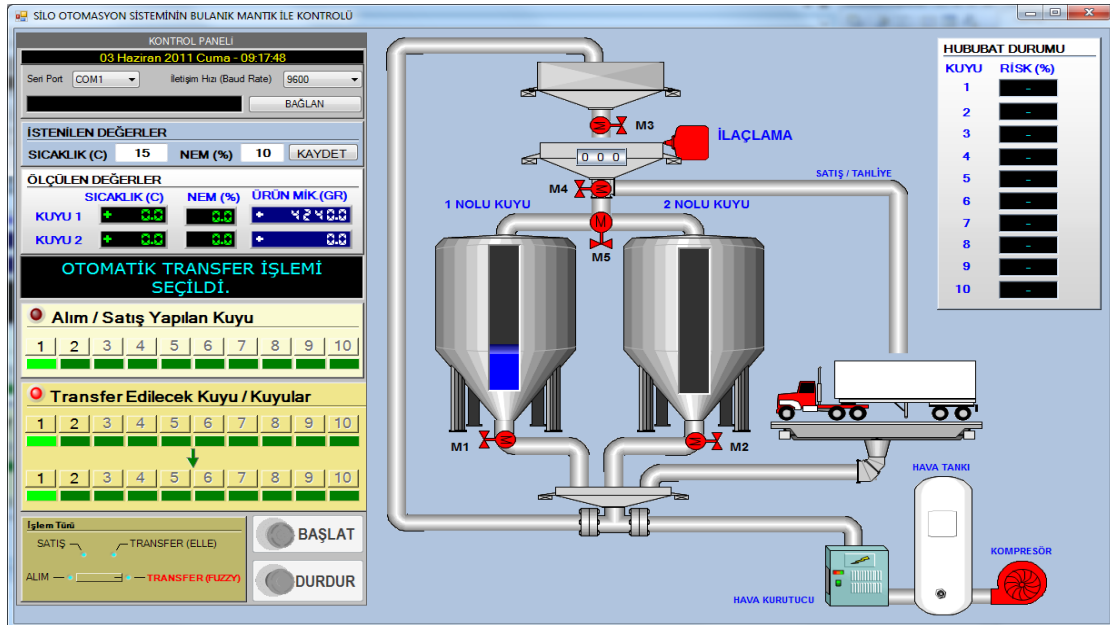 SİLO OTOMASYON SİSTEMİNİN BULANIK MANTIK İLE KONTROLÜ
KONTROL PANELİ
03 Haziran 2011 Cuma - 09:17:48
Seri Port COM1 İletişim Hızı (Baud Rate) 9600
BAĞLAN
İSTENİLEN DEĞERLER
SICAKLIK (C) 15 NEM (%) 10 KAYDET
ÖLÇÜLEN DEĞERLER
SICAKLIK (C) NEM (%) ÜRÜN MİK.(GR)
KUYU 1 + 0.0 0.0 + 4240.0
KUYU 2 + 0.0 0.0 + 0.0
OTOMATİK TRANSFER İŞLEMİ
SEÇİLDİ.
Alım / Satış Yapılan Kuyu
1 2 3 4 5 6 7 8 9 10
Transfer Edilecek Kuyu / Kuyular
1 2 3 4 5 6 7 8 9 10
1 2 3 4 5 6 7 8 9 10
İşlem Türü
SATIŞ TRANSFER (ELLE)
ALIM TRANSFER (FUZZY)
BAŞLAT
DURDUR
M3
İLAÇLAMA
0 0 0
M4
SATIŞ / TAHLİYE
1 NOLU KUYU
2 NOLU KUYU
M
M5
M1
M2
HAVA TANKI
KOMPRESÖR
HAVA KURUTUCU
HUBUBAT DURUMU
KUYU RİSK (%)
1 -
2 -
3 -
4 -
5 -
6 -
7 -
8 -
9 -
10 -